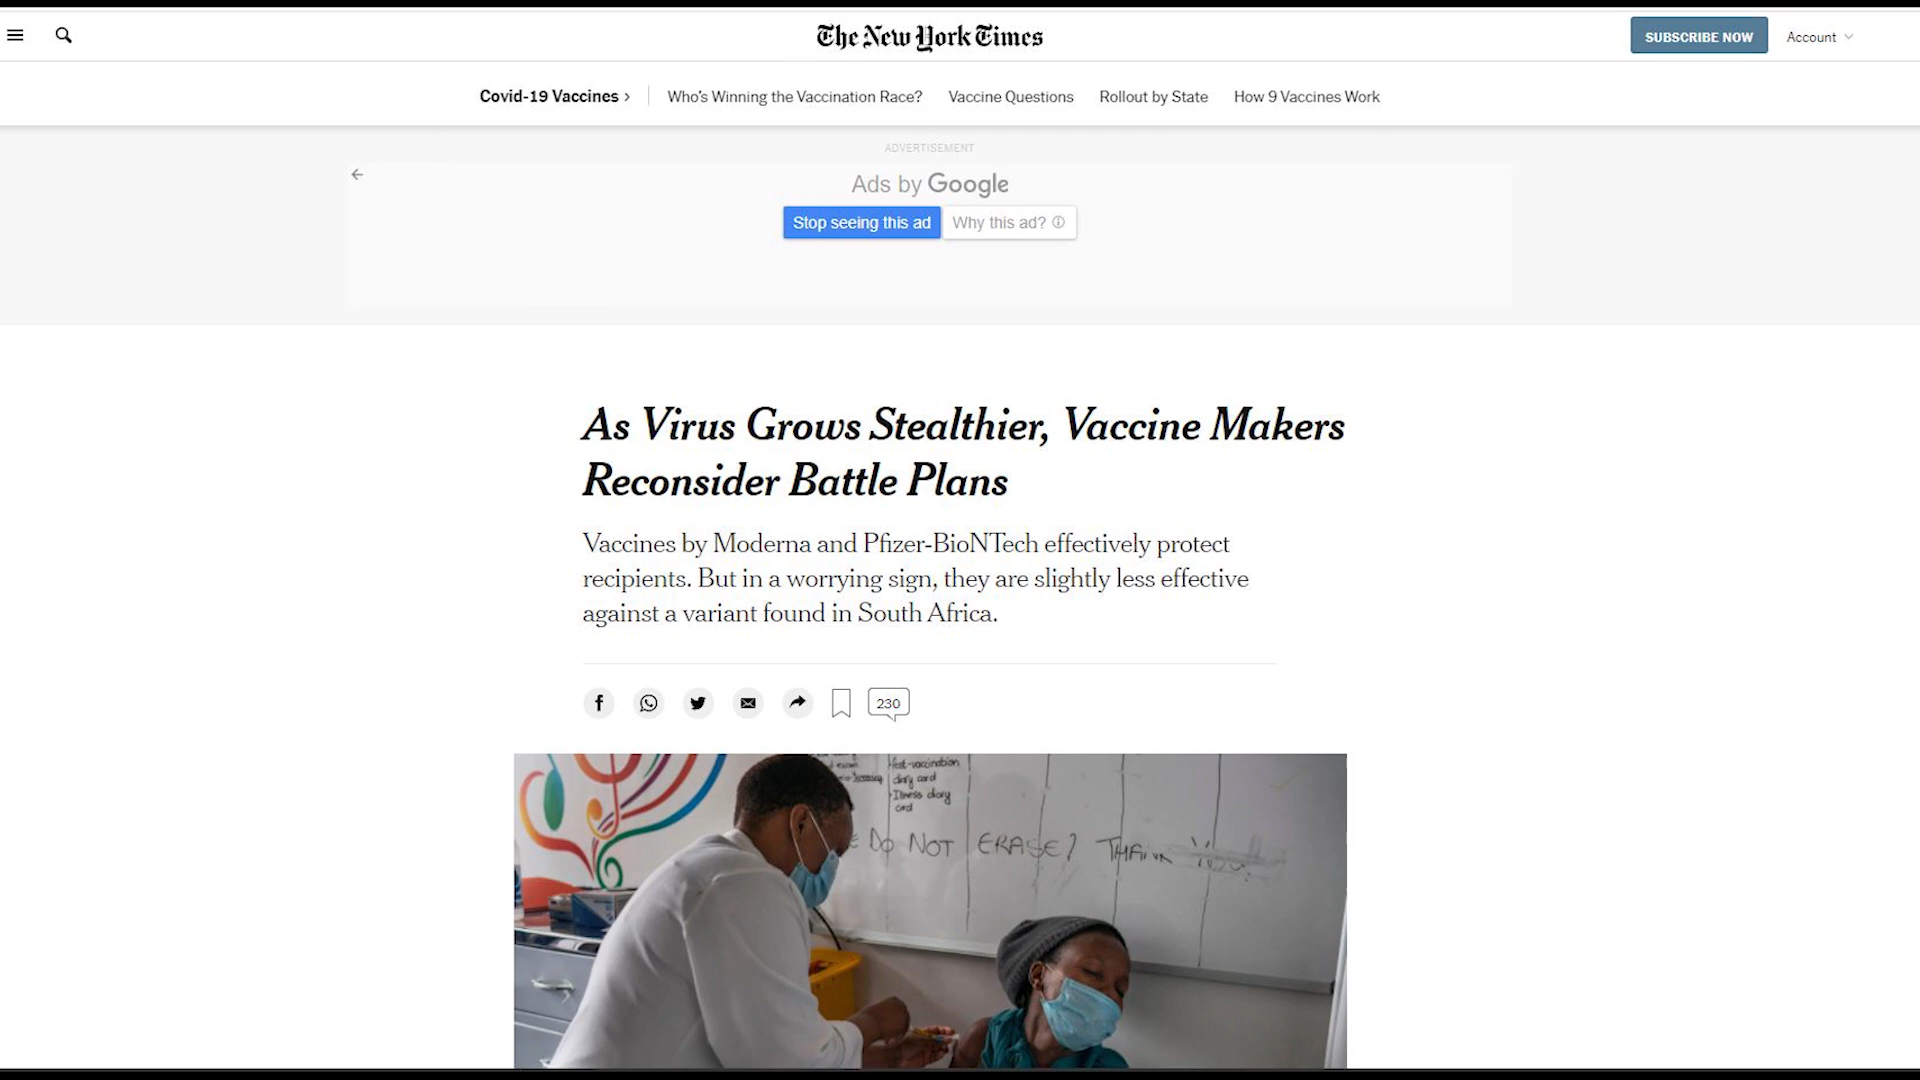 The New York Times
SUBSCRIBE NOW
Account
Covid-19 Vaccines ›
Who's Winning the Vaccination Race?
Vaccine Questions
Rollout by State
How 9 Vaccines Work
ADVERTISEMENT
Ads by Google
Stop seeing this ad
Why this ad?
As Virus Grows Stealthier, Vaccine Makers
Reconsider Battle Plans
Vaccines by Moderna and Pfizer-BioNTech effectively protect
recipients. But in a worrying sign, they are slightly less effective
against a variant found in South Africa.
230
Post-vaccination
diary card
Illness diary
card
DO NOT ERASE? THANK